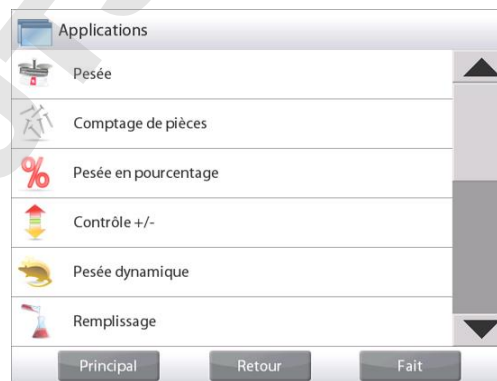 Applications
Pesée
Comptage de pièces
Pesée en pourcentage
Contrôle +/-
Pesée dynamique
Remplissage
Principal Retour Fait